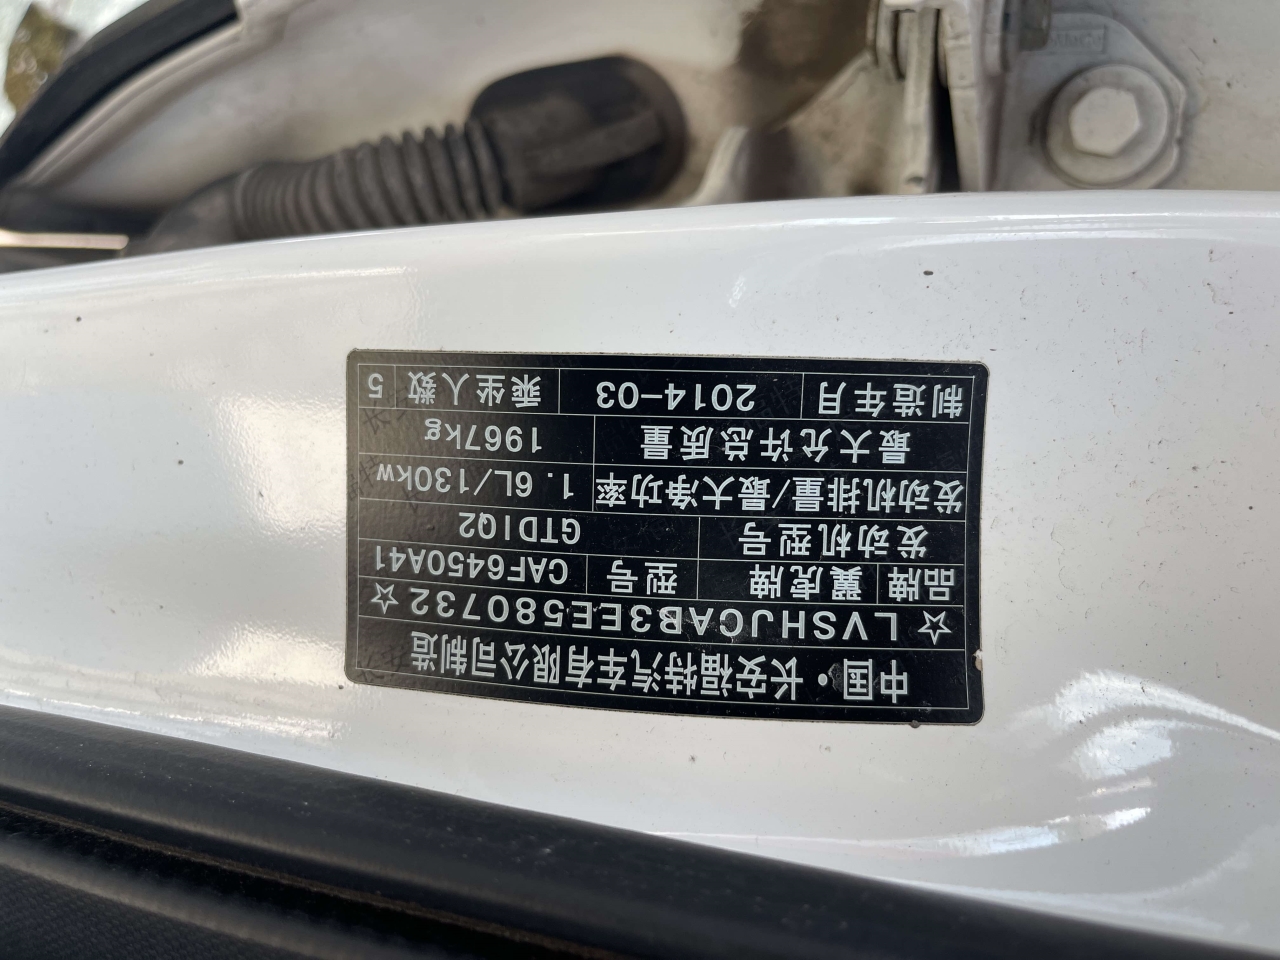 中国·长安福特汽车有限公司制造
☆LVSHJCAB3EE580732☆
品牌 翼虎牌 型号 CAF6450A41
发动机型号 GTDIQ2
发动机排量/最大净功率 1.6L/130kw
最大允许总质量 1967kg
制造年月 2014-03 乘坐人数 5